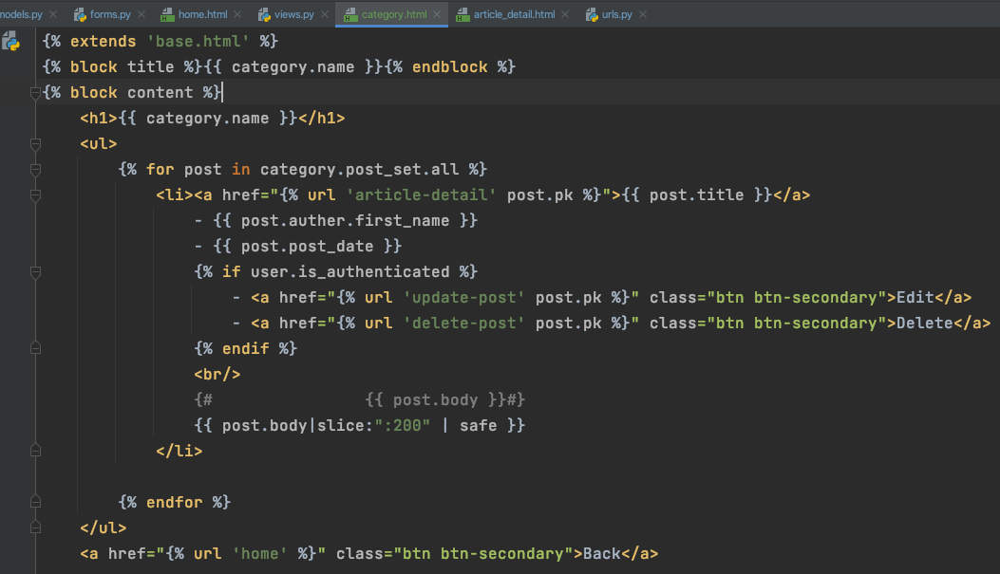 models.py forms.py home.html views.py category.html article_detail.html urls.py
{% extends 'base.html' %}
{% block title %}{{ category.name }}{% endblock %}
{% block content %}
<h1>{{ category.name }}</h1>
<ul>
{% for post in category.post_set.all %}
<li><a href="{% url 'article-detail' post.pk %}">{{ post.title }}</a>
- {{ post.auther.first_name }}
- {{ post.post_date }}
{% if user.is_authenticated %}
- <a href="{% url 'update-post' post.pk %}" class="btn btn-secondary">Edit</a>
- <a href="{% url 'delete-post' post.pk %}" class="btn btn-secondary">Delete</a>
{% endif %}
<br/>
{# {{ post.body }}#}
{{ post.body|slice:":200" | safe }}
</li>
{% endfor %}
</ul>
<a href="{% url 'home' %}" class="btn btn-secondary">Back</a>